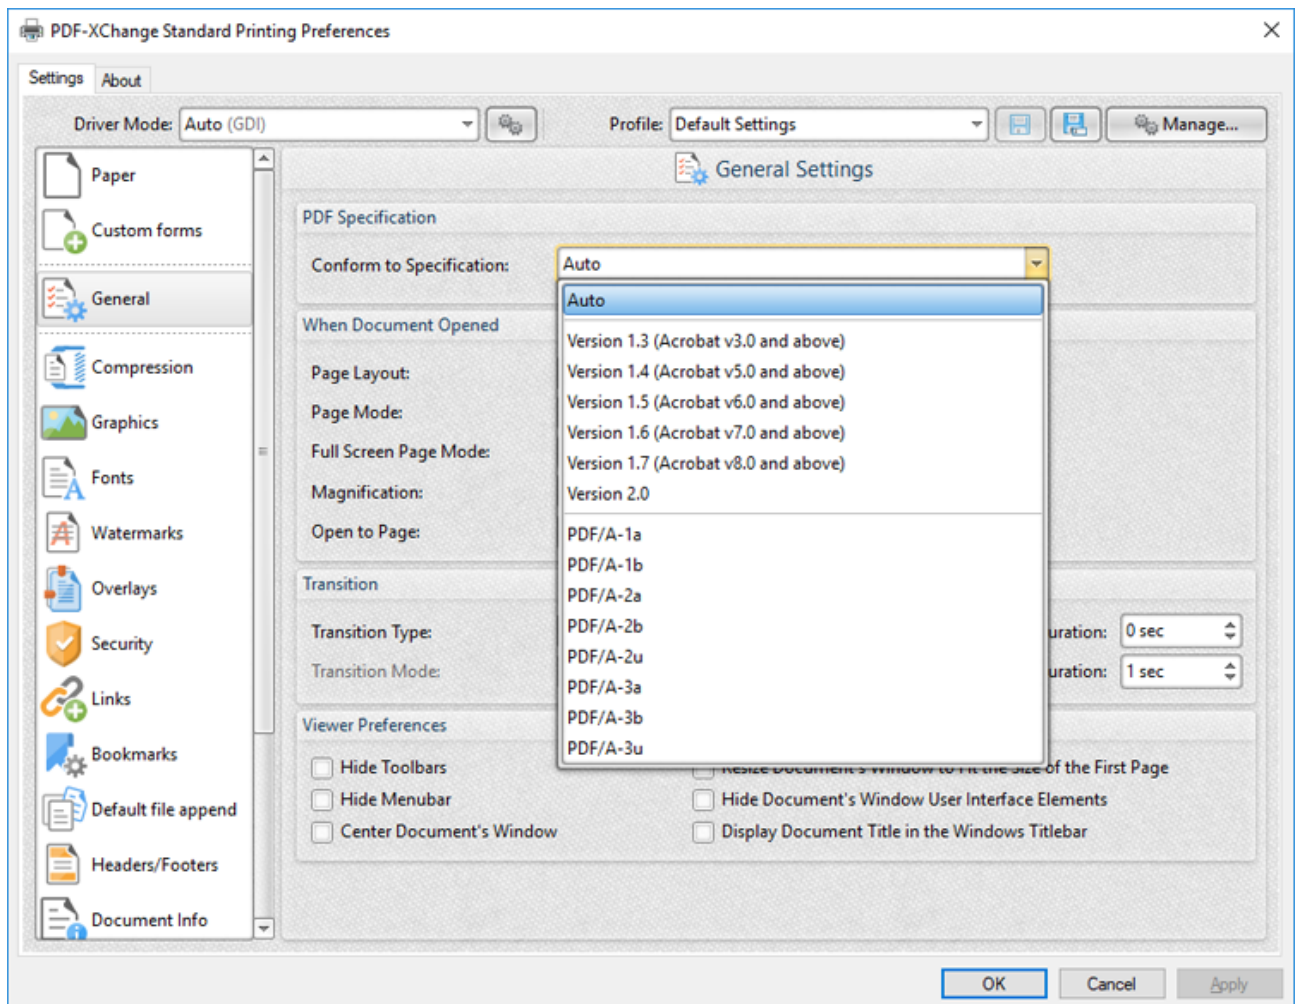 PDF-XChange Standard Printing Preferences
Settings
About
Driver Mode: Auto (GDI)
Profile: Default Settings
Manage...
Paper
Custom forms
General
Compression
Graphics
Fonts
Watermarks
Overlays
Security
Links
Bookmarks
Default file append
Headers/Footers
Document Info
General Settings
PDF Specification
Conform to Specification: Auto
Auto
Version 1.3 (Acrobat v3.0 and above)
Version 1.4 (Acrobat v5.0 and above)
Version 1.5 (Acrobat v6.0 and above)
Version 1.6 (Acrobat v7.0 and above)
Version 1.7 (Acrobat v8.0 and above)
Version 2.0
PDF/A-1a
PDF/A-1b
PDF/A-2a
PDF/A-2b
PDF/A-2u
PDF/A-3a
PDF/A-3b
PDF/A-3u
When Document Opened
Page Layout:
Page Mode:
Full Screen Page Mode:
Magnification:
Open to Page:
Transition
Transition Type:
uration: 0 sec
Transition Mode:
uration: 1 sec
Viewer Preferences
Hide Toolbars
Resize Document's Window to Fit the Size of the First Page
Hide Menubar
Hide Document's Window User Interface Elements
Center Document's Window
Display Document Title in the Windows Titlebar
OK
Cancel
Apply